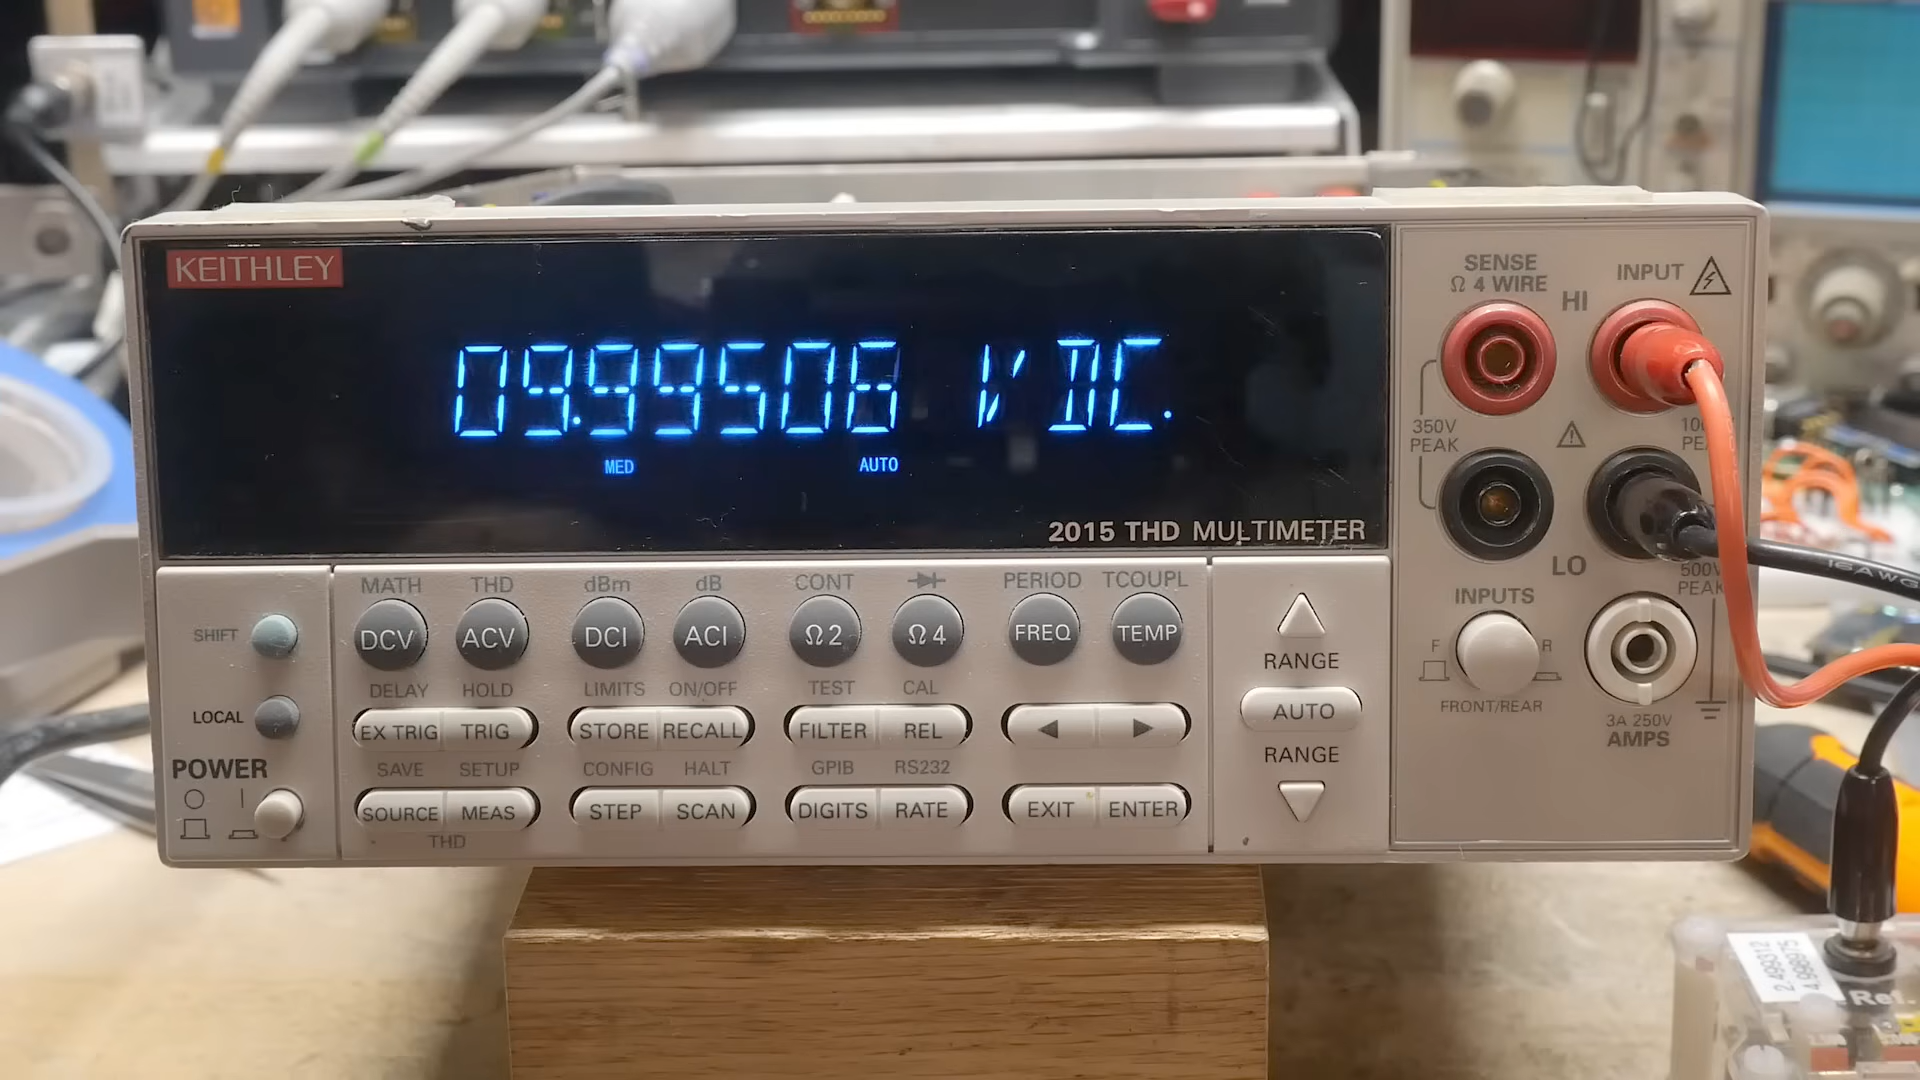 KEITHLEY
09.99506 VDC.
MED AUTO
2015 THD MULTIMETER
SENSE
Ω 4 WIRE
INPUT
HI
350V
PEAK
LO
500V
PEAK
INPUTS
F R
FRONT/REAR
3A 250V
AMPS
16AWG
MATH THD dBm dB CONT PERIOD TCOUPL
SHIFT DCV ACV DCI ACI Ω2 Ω4 FREQ TEMP
DELAY HOLD LIMITS ON/OFF TEST CAL
LOCAL EX TRIG TRIG STORE RECALL FILTER REL
POWER
SAVE SETUP CONFIG HALT GPIB RS232
SOURCE MEAS STEP SCAN DIGITS RATE EXIT ENTER
THD
RANGE
AUTO
RANGE
Ref.